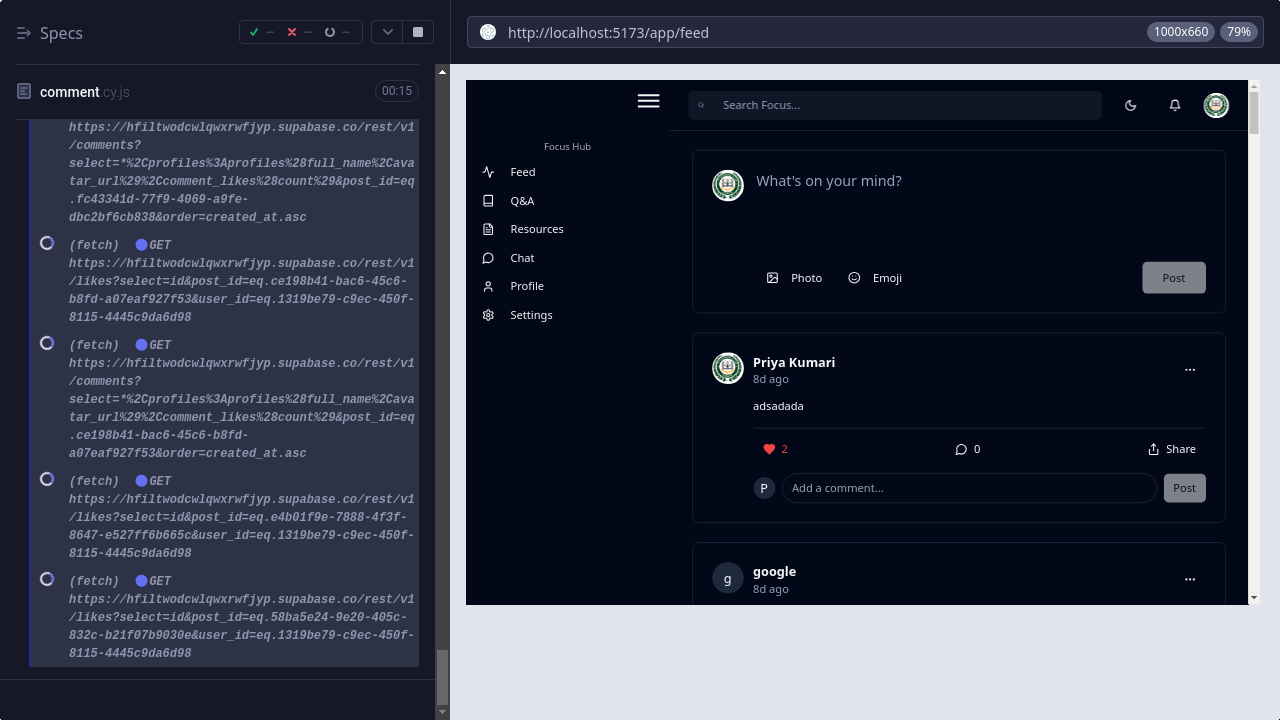 Specs
--
--
--
http://localhost:5173/app/feed
1000x660
79%
comment.cy.js
00:15
https://hfiltwodcwlqwxrwfjyp.supabase.co/rest/v1
/comments?
select=*%2Cprofiles%3Aprofiles%28full_name%2Cava
tar_url%29%2Ccomment_likes%28count%29&post_id=eq
.fc43341d-77f9-4069-a9fe-
dbc2bf6cb838&order=created_at.asc
(fetch) GET
https://hfiltwodcwlqwxrwfjyp.supabase.co/rest/v1
/likes?select=id&post_id=eq.ce198b41-bac6-45c6-
b8fd-a07eaf927f53&user_id=eq.1319be79-c9ec-450f-
8115-4445c9da6d98
(fetch) GET
https://hfiltwodcwlqwxrwfjyp.supabase.co/rest/v1
/comments?
select=*%2Cprofiles%3Aprofiles%28full_name%2Cava
tar_url%29%2Ccomment_likes%28count%29&post_id=eq
.ce198b41-bac6-45c6-b8fd-
a07eaf927f53&order=created_at.asc
(fetch) GET
https://hfiltwodcwlqwxrwfjyp.supabase.co/rest/v1
/likes?select=id&post_id=eq.e4b01f9e-7888-4f3f-
8647-e527ff6b665c&user_id=eq.1319be79-c9ec-450f-
8115-4445c9da6d98
(fetch) GET
https://hfiltwodcwlqwxrwfjyp.supabase.co/rest/v1
/likes?select=id&post_id=eq.58ba5e24-9e20-405c-
832c-b21f07b9030e&user_id=eq.1319be79-c9ec-450f-
8115-4445c9da6d98
Search Focus...
Focus Hub
Feed
Q&A
Resources
Chat
Profile
Settings
What's on your mind?
Photo
Emoji
Post
Priya Kumari
8d ago
adsadada
2
0
Share
P
Add a comment...
Post
g
google
8d ago